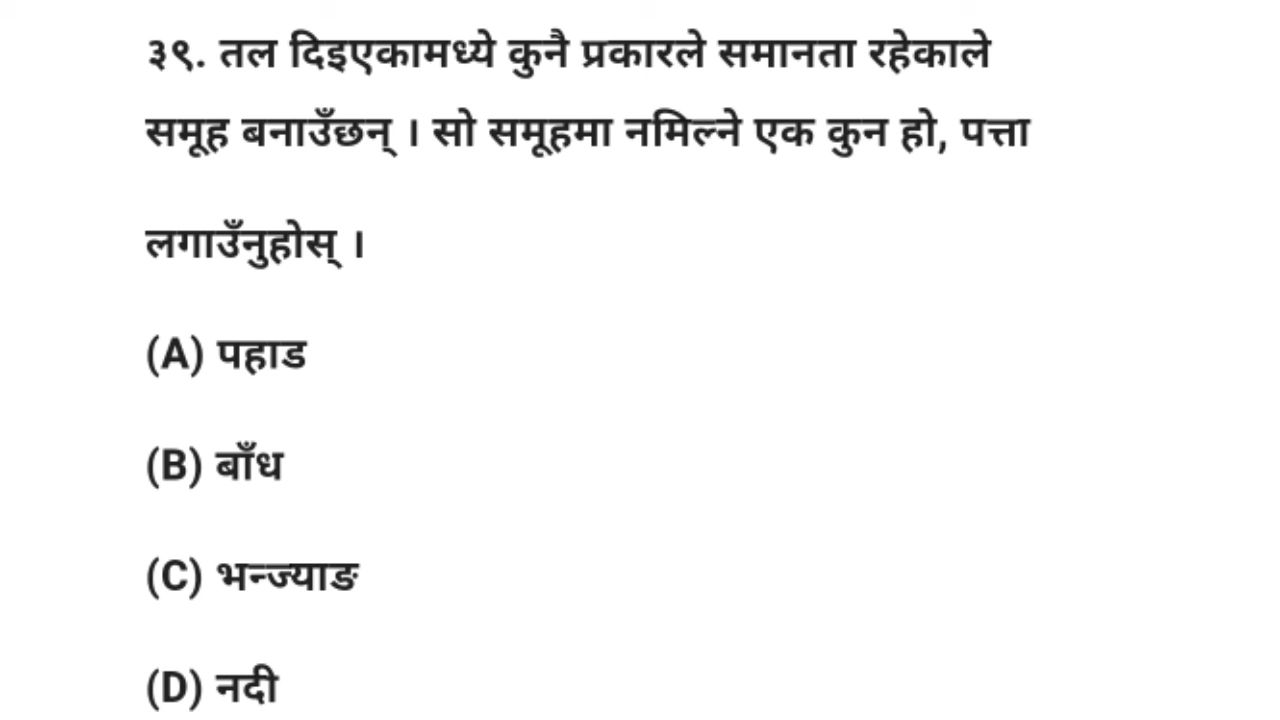 ३९. तल दिइएकामध्ये कुनै प्रकारले समानता रहेकाले
समूह बनाउँछन् । सो समूहमा नमिल्ने एक कुन हो, पत्ता
लगाउँनुहोस् ।
(A) पहाड
(B) बाँध
(C) भन्ज्याङ
(D) नदी